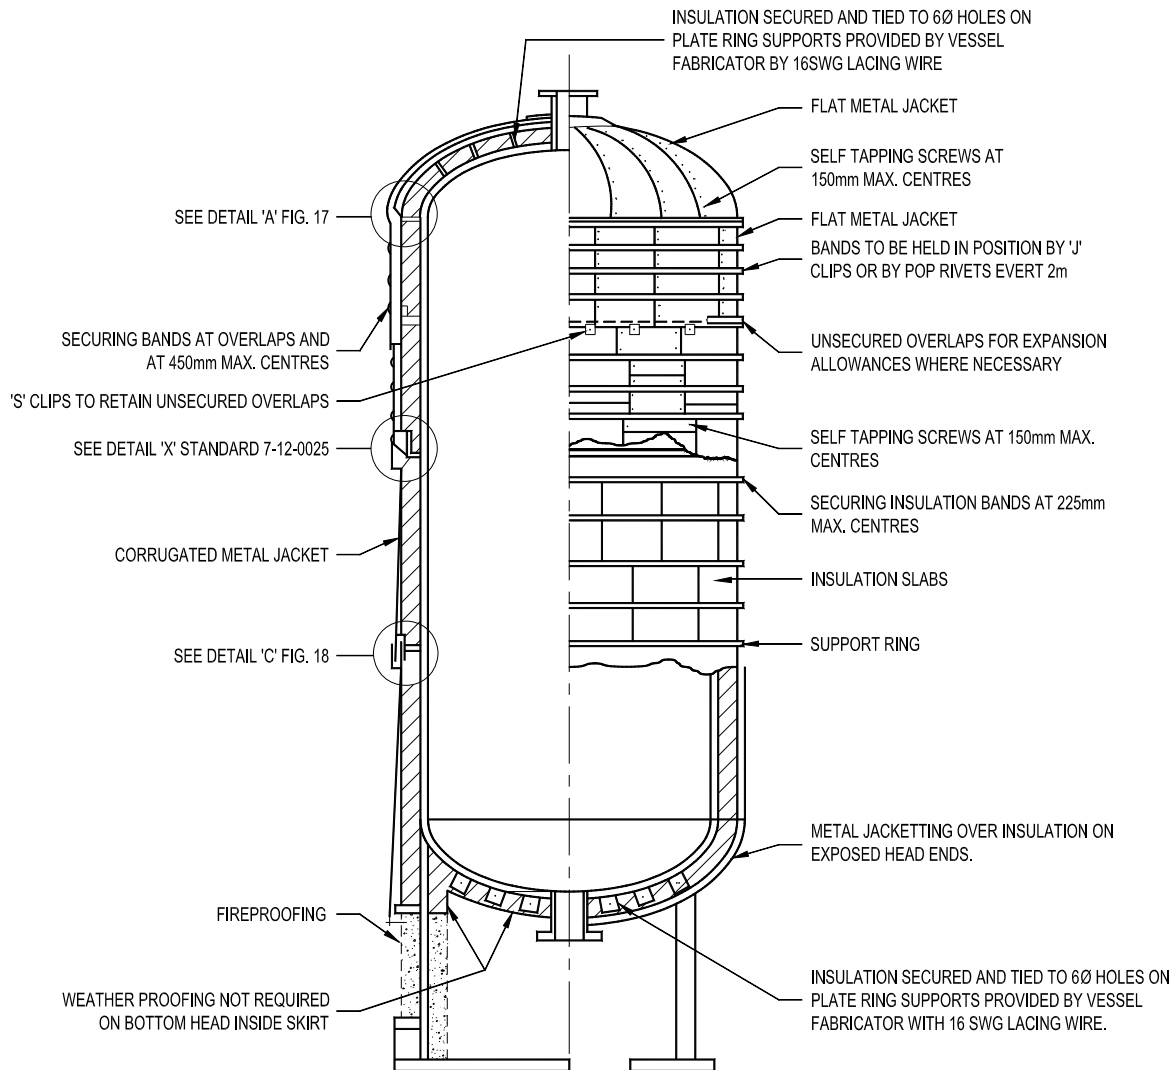 INSULATION SECURED AND TIED TO 6Ø HOLES ON
PLATE RING SUPPORTS PROVIDED BY VESSEL
FABRICATOR BY 16SWG LACING WIRE
FLAT METAL JACKET
SELF TAPPING SCREWS AT
150mm MAX. CENTRES
SEE DETAIL 'A' FIG. 17
FLAT METAL JACKET
BANDS TO BE HELD IN POSITION BY 'J'
CLIPS OR BY POP RIVETS EVERT 2m
SECURING BANDS AT OVERLAPS AND
AT 450mm MAX. CENTRES
UNSECURED OVERLAPS FOR EXPANSION
ALLOWANCES WHERE NECESSARY
'S' CLIPS TO RETAIN UNSECURED OVERLAPS
SEE DETAIL 'X' STANDARD 7-12-0025
SELF TAPPING SCREWS AT 150mm MAX.
CENTRES
SECURING INSULATION BANDS AT 225mm
MAX. CENTRES
CORRUGATED METAL JACKET
INSULATION SLABS
SEE DETAIL 'C' FIG. 18
SUPPORT RING
METAL JACKETTING OVER INSULATION ON
EXPOSED HEAD ENDS.
FIREPROOFING
WEATHER PROOFING NOT REQUIRED
ON BOTTOM HEAD INSIDE SKIRT
INSULATION SECURED AND TIED TO 6Ø HOLES ON
PLATE RING SUPPORTS PROVIDED BY VESSEL
FABRICATOR WITH 16 SWG LACING WIRE.